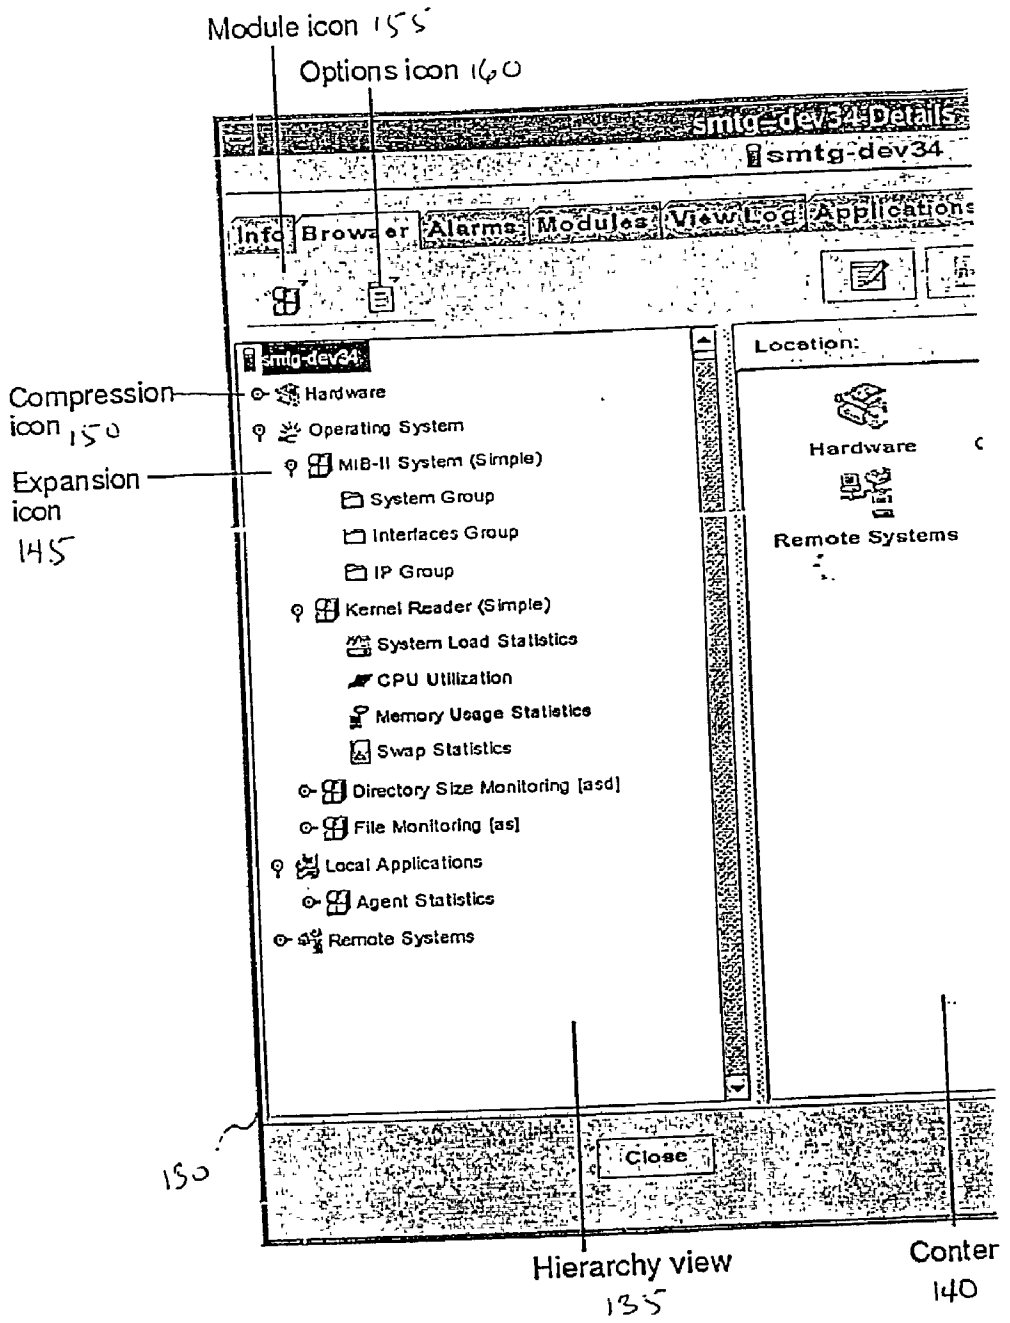 Module icon 155
Options icon 160
smtg-dev34 Details
smtg-dev34
Info Browser Alarms Modules View Log Applications
smtg-dev34
Location:
Compression
icon 150
Hardware
Operating System
Expansion
icon
145
MIB-II System (Simple)
System Group
Interfaces Group
IP Group
Kernel Reader (Simple)
System Load Statistics
CPU Utilization
Memory Usage Statistics
Swap Statistics
Directory Size Monitoring [asd]
File Monitoring [as]
Local Applications
Agent Statistics
Remote Systems
Hardware
Remote Systems
Close
Hierarchy view
135
Conter
140